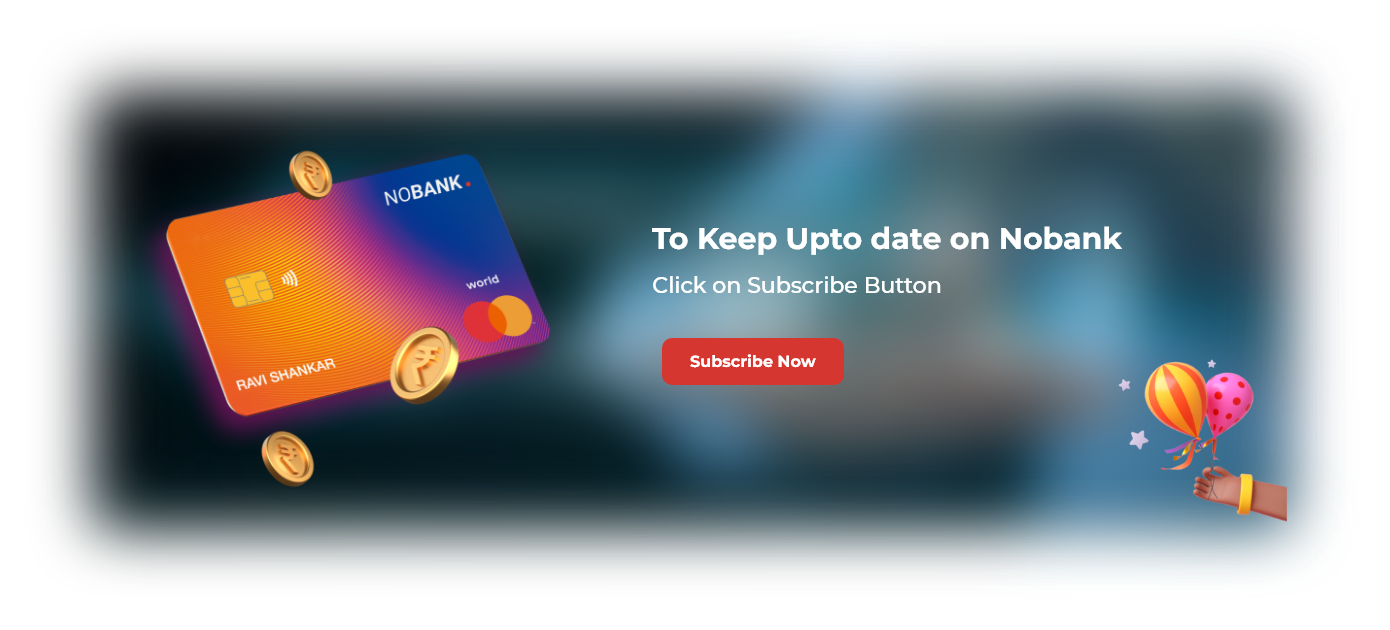 NOBANK.
world
RAVI SHANKAR
To Keep Upto date on Nobank
Click on Subscribe Button
Subscribe Now